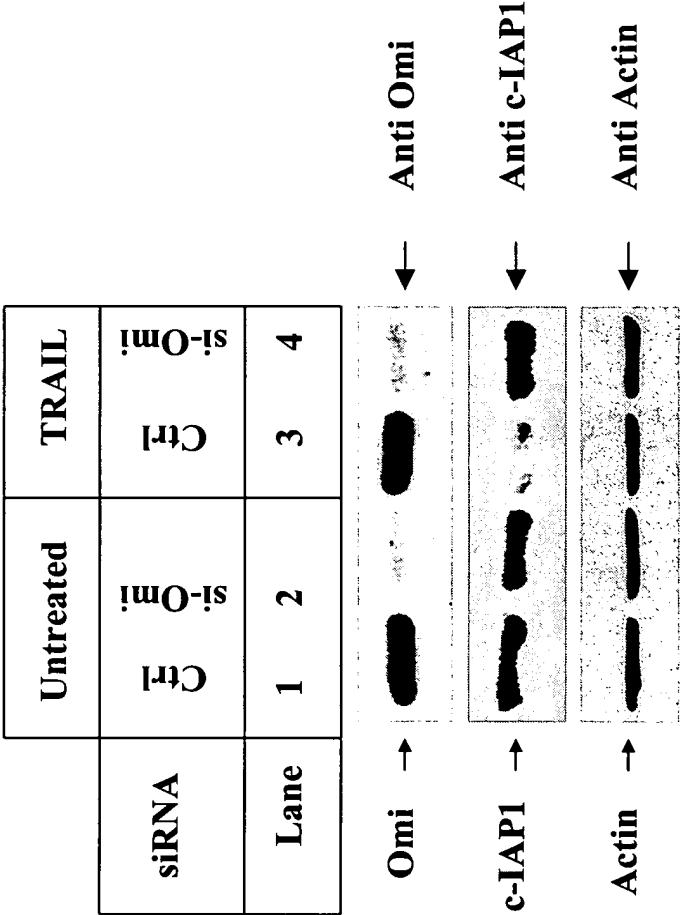 Untreated TRAIL
siRNA Ctrl si-Omi Ctrl si-Omi
Lane 1 2 3 4
Omi → ← Anti Omi
c-IAP1 → ← Anti c-IAP1
Actin → ← Anti Actin